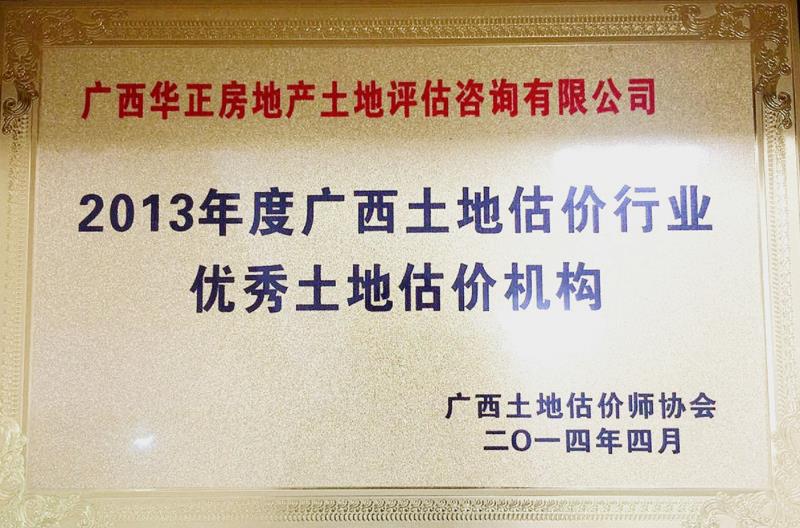 广西华正房地产土地评估咨询有限公司
2013年度广西土地估价行业
优秀土地估价机构
广西土地估价师协会
二〇一四年四月